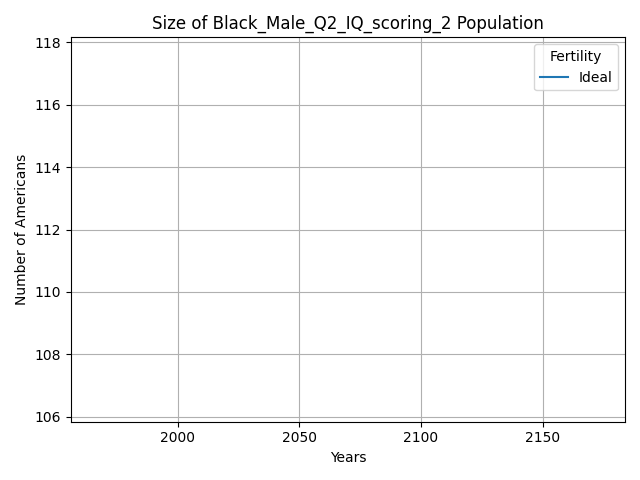 Size of Black_Male_Q2_IQ_scoring_2 Population
118
116
114
112
110
108
106
Number of Americans
Fertility
Ideal
2000 2050 2100 2150
Years